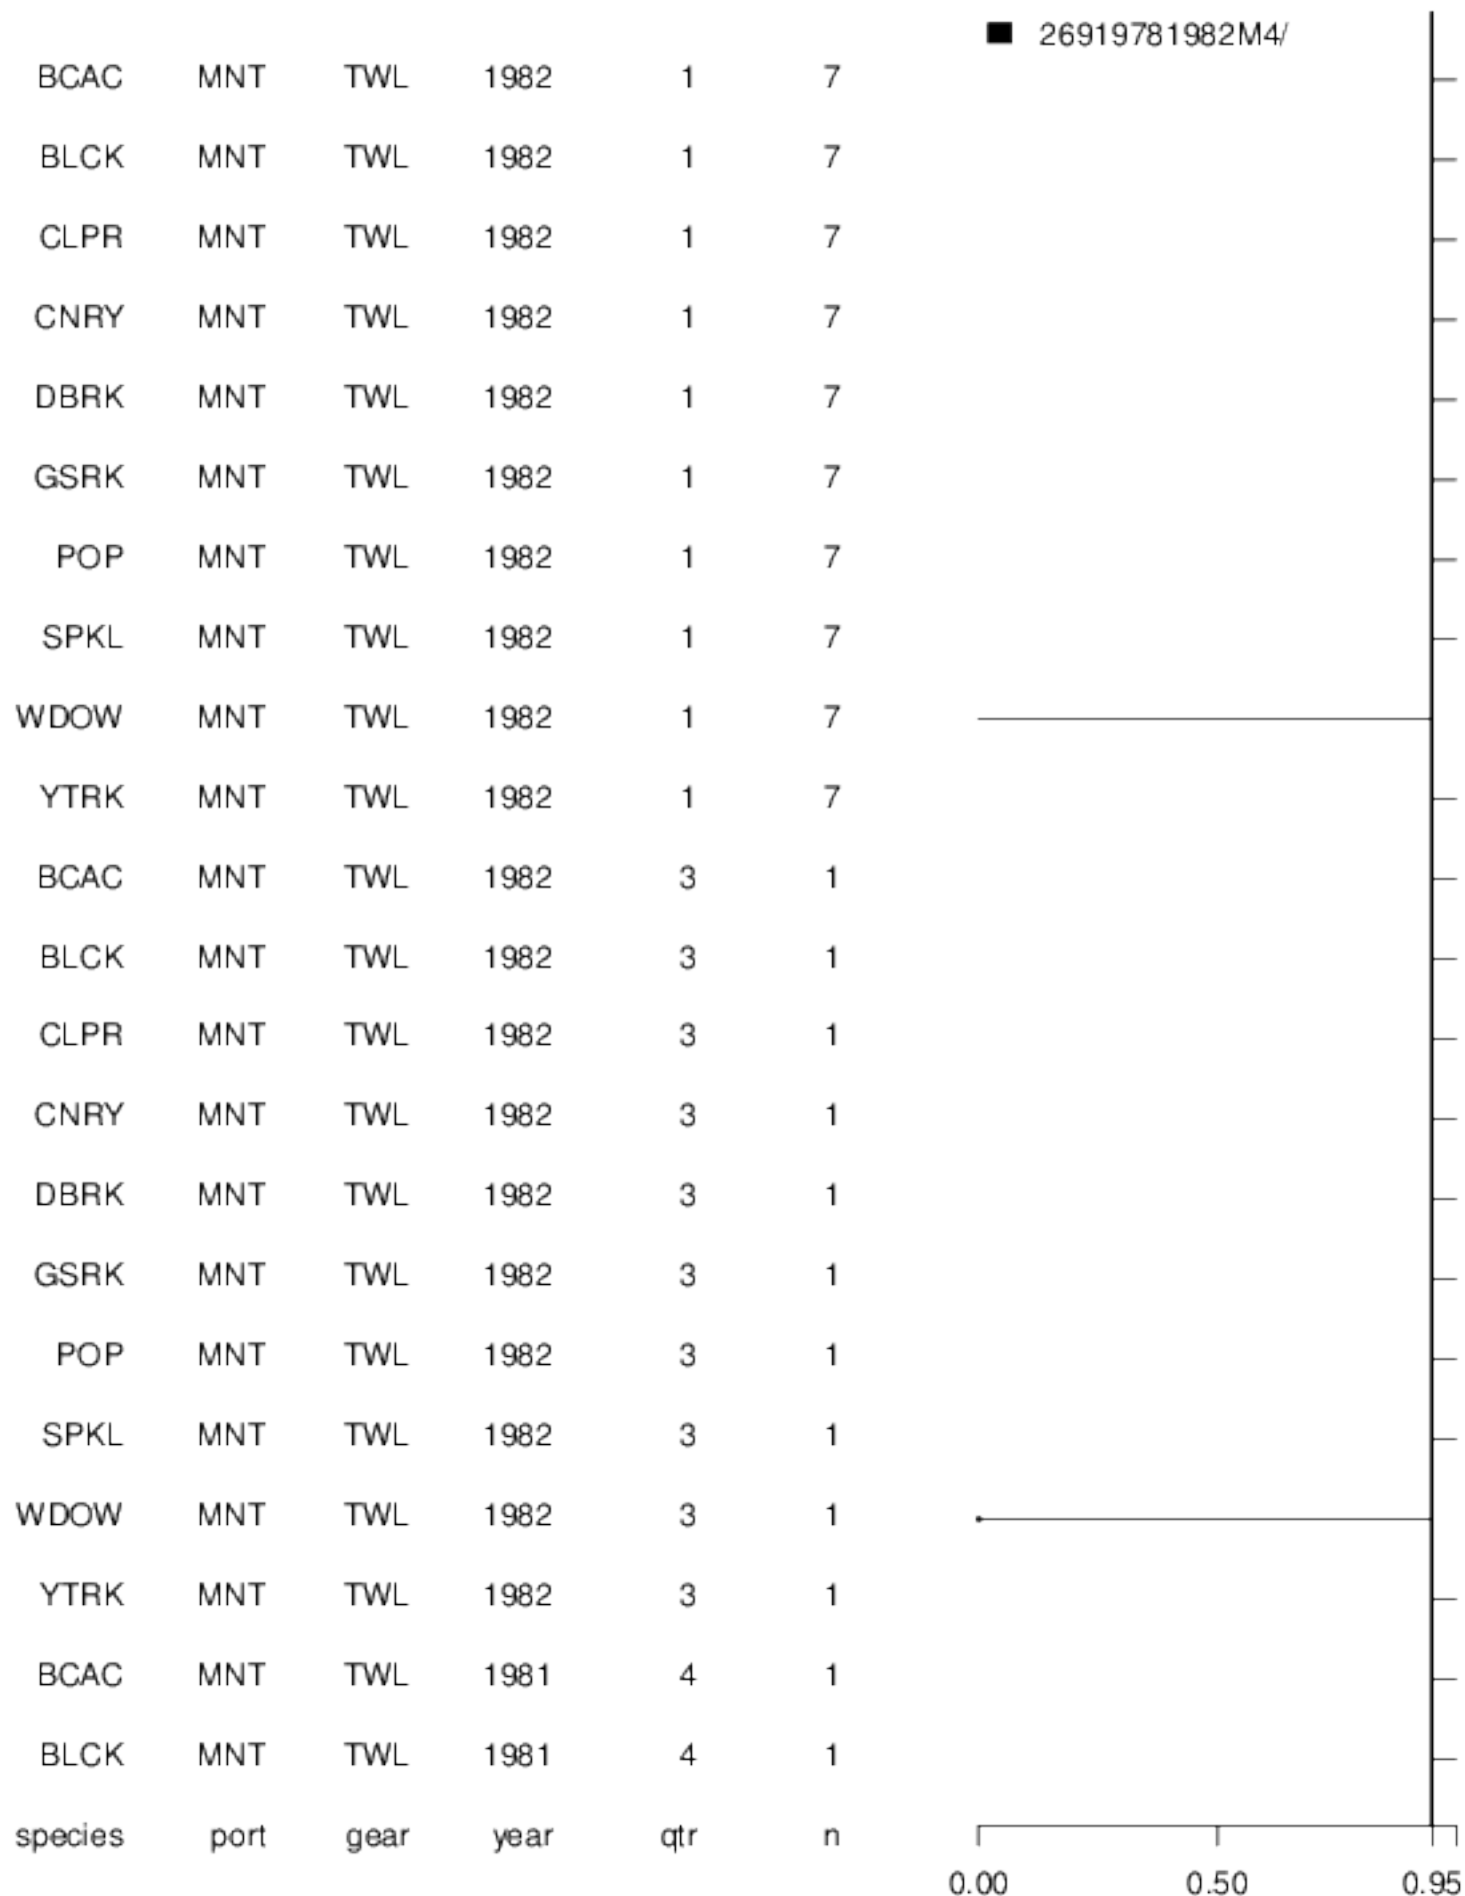 26919781982M4/
BCAC MNT TWL 1982 1 7
BLCK MNT TWL 1982 1 7
CLPR MNT TWL 1982 1 7
CNRY MNT TWL 1982 1 7
DBRK MNT TWL 1982 1 7
GSRK MNT TWL 1982 1 7
POP MNT TWL 1982 1 7
SPKL MNT TWL 1982 1 7
WDOW MNT TWL 1982 1 7
YTRK MNT TWL 1982 1 7
BCAC MNT TWL 1982 3 1
BLCK MNT TWL 1982 3 1
CLPR MNT TWL 1982 3 1
CNRY MNT TWL 1982 3 1
DBRK MNT TWL 1982 3 1
GSRK MNT TWL 1982 3 1
POP MNT TWL 1982 3 1
SPKL MNT TWL 1982 3 1
WDOW MNT TWL 1982 3 1
YTRK MNT TWL 1982 3 1
BCAC MNT TWL 1981 4 1
BLCK MNT TWL 1981 4 1
species port gear year qtr n
0.00 0.50 0.95